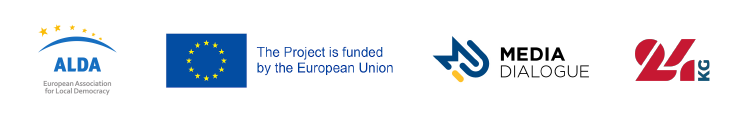 ALDA
European Association
for Local Democracy
The Project is funded
by the European Union
MEDIA
DIALOGUE
24
KG